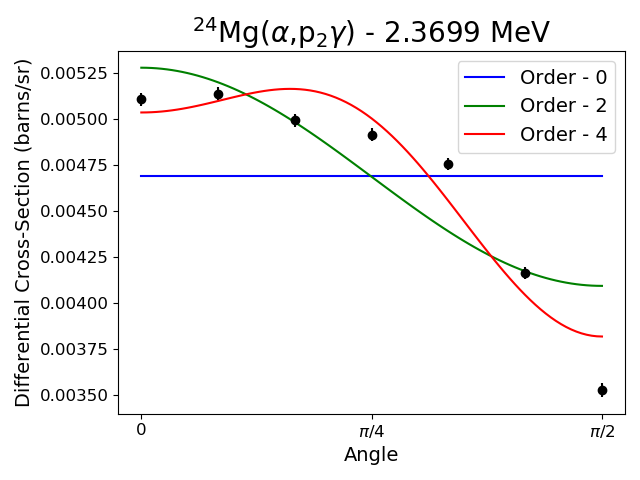 ²⁴Mg(α,p₂γ) - 2.3699 MeV
Order - 0
Order - 2
Order - 4
Differential Cross-Section (barns/sr)
0.00525
0.00500
0.00475
0.00450
0.00425
0.00400
0.00375
0.00350
0
π/4
π/2
Angle